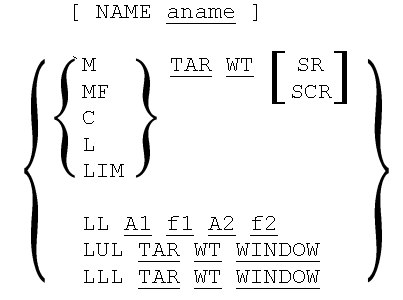 [ NAME aname ]
M TAR WT SR
MF SCR
C
L
LIM
LL A1 f1 A2 f2
LUL TAR WT WINDOW
LLL TAR WT WINDOW